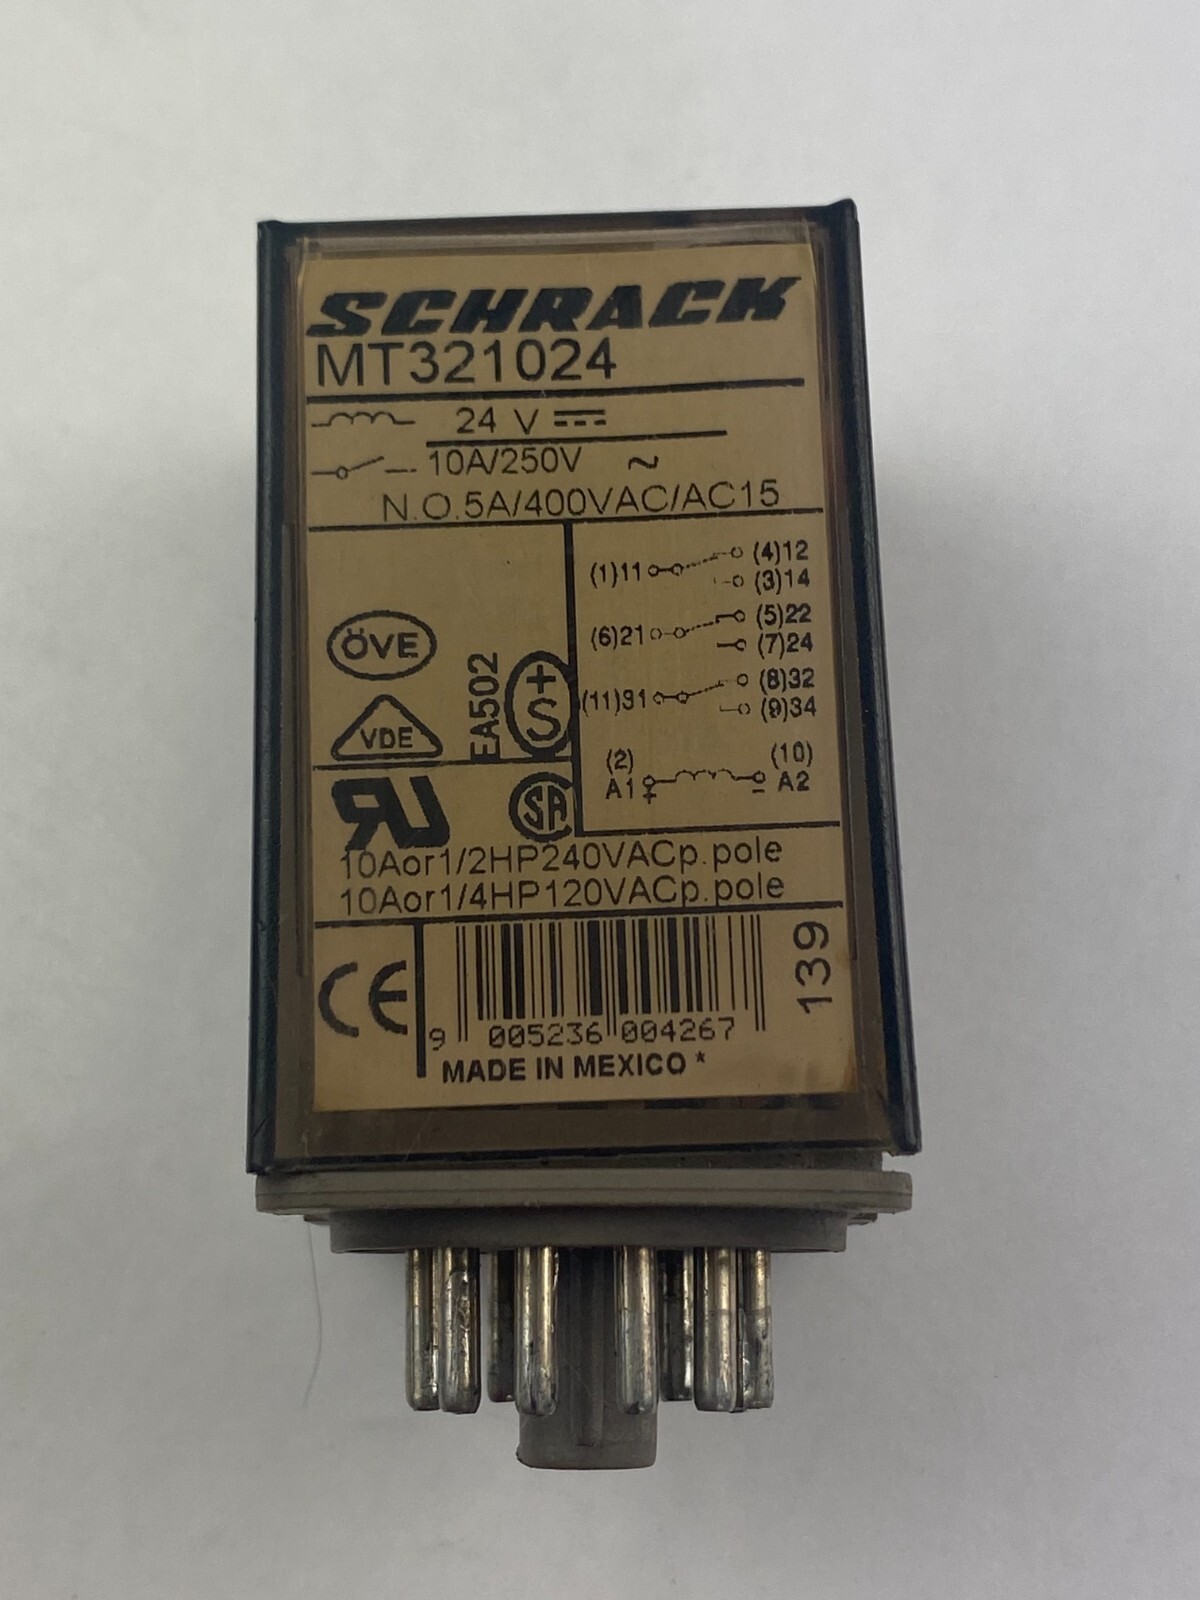 SCHRACK
MT321024
24 V
10A/250V ~
N.O.5A/400VAC/AC15
(1)11 (4)12
(3)14
(6)21 (5)22
(7)24
(11)31 (8)32
(9)34
(2) (10)
A1 + - A2
ÖVE
VDE
EA502
+S
RU
SA
10Aor1/2HP240VACp.pole
10Aor1/4HP120VACp.pole
CE
9 005236 004267
139
MADE IN MEXICO *